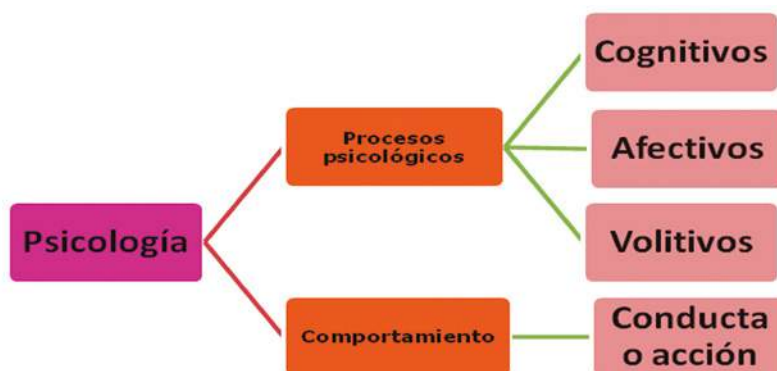 Psicología
Procesos
psicológicos
Cognitivos
Afectivos
Volitivos
Comportamiento
Conducta
o acción